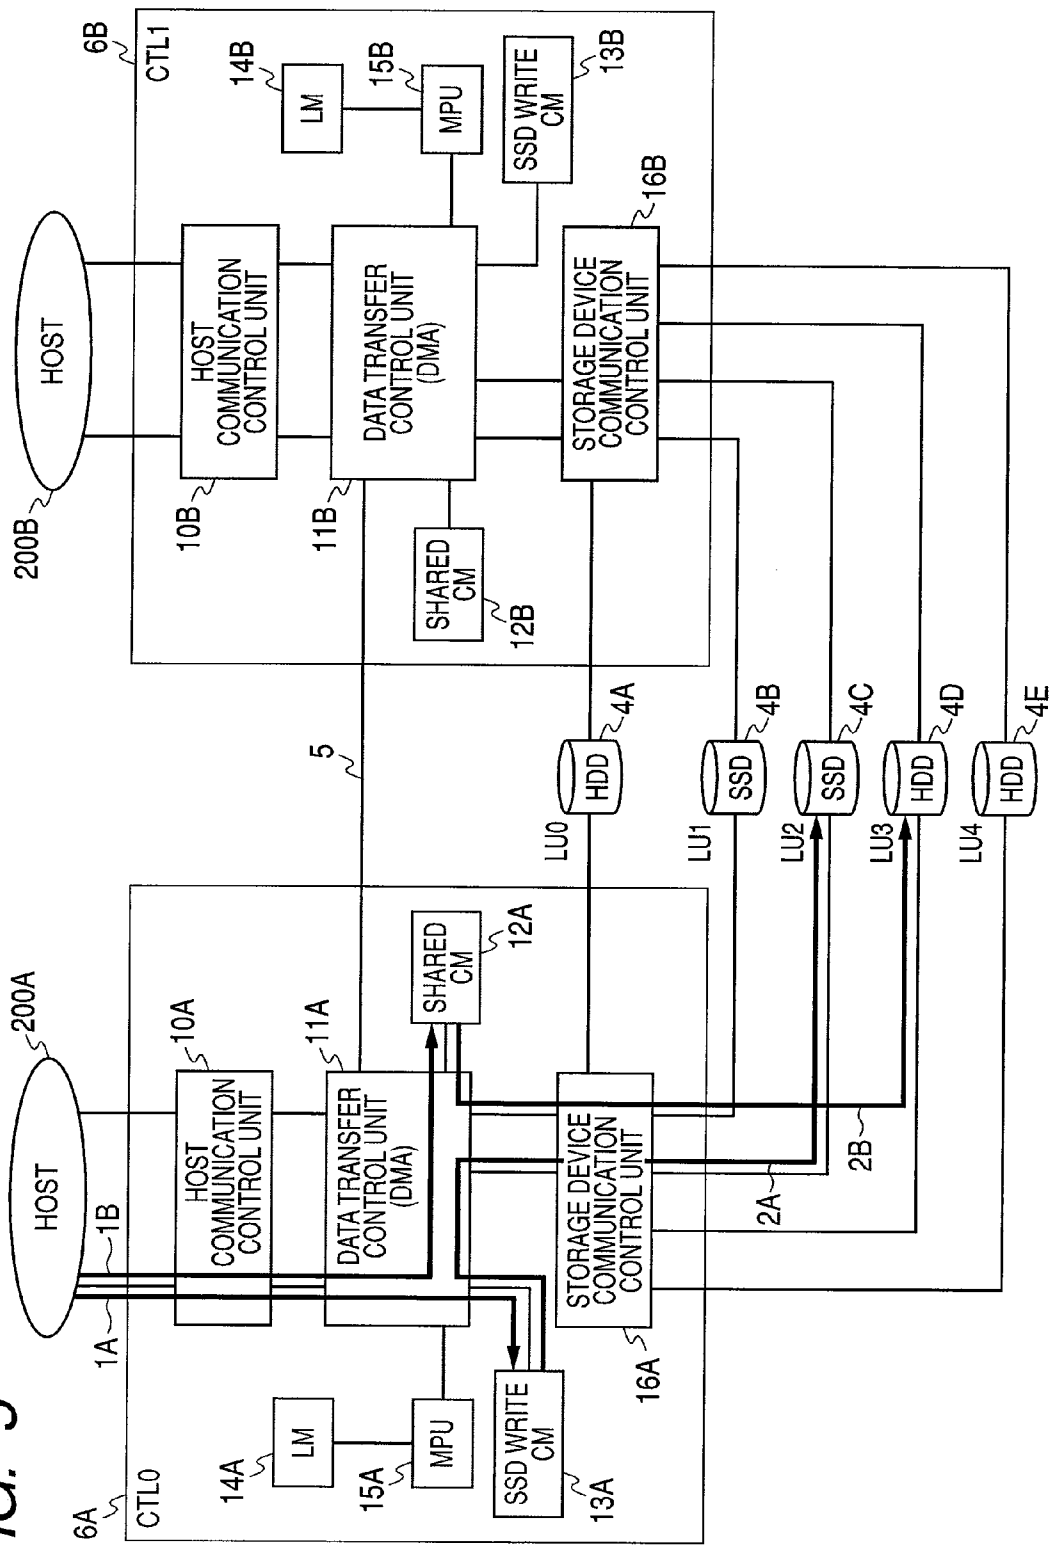 200A
HOST
1A
1B
6A
CTL0
10A
HOST
COMMUNICATION
CONTROL UNIT
14A
LM
11A
DATA TRANSFER
CONTROL UNIT
(DMA)
15A
MPU
SHARED
CM
12A
SSD WRITE
CM
13A
STORAGE DEVICE
COMMUNICATION
CONTROL UNIT
16A
2A
2B
5
LU0
HDD
4A
LU1
SSD
4B
LU2
SSD
4C
LU3
HDD
4D
LU4
HDD
4E
200B
HOST
6B
CTL1
10B
HOST
COMMUNICATION
CONTROL UNIT
14B
LM
11B
DATA TRANSFER
CONTROL UNIT
(DMA)
15B
MPU
SHARED
CM
12B
SSD WRITE
CM
13B
STORAGE DEVICE
COMMUNICATION
CONTROL UNIT
16B